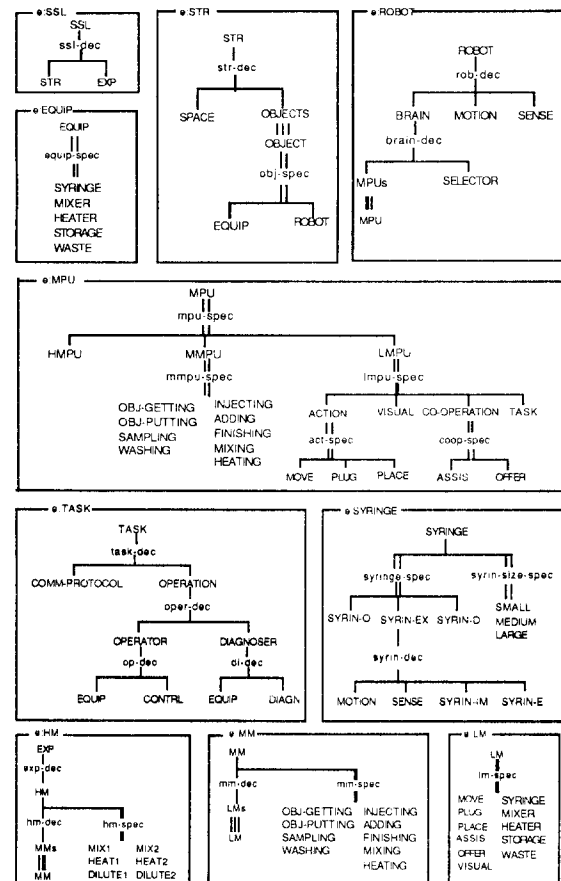 e:SSL
SSL
ssl-dec
STR EXP
e:EQUIP
EQUIP
equip-spec
SYRINGE
MIXER
HEATER
STORAGE
WASTE
e:STR
STR
str-dec
SPACE OBJECTS
OBJECT
obj-spec
EQUIP ROBOT
e:ROBOT
ROBOT
rob-dec
BRAIN MOTION SENSE
brain-dec
MPUs SELECTOR
MPU
e:MPU
MPU
mpu-spec
HMPU MMPU LMPU
mmpu-spec lmpu-spec
OBJ-GETTING INJECTING
OBJ-PUTTING ADDING
SAMPLING FINISHING
WASHING MIXING
HEATING
ACTION VISUAL CO-OPERATION TASK
act-spec coop-spec
MOVE PLUG PLACE ASSIS OFFER
e:TASK
TASK
task-dec
COMM-PROTOCOL OPERATION
oper-dec
OPERATOR DIAGNOSER
op-dec di-dec
EQUIP CONTRL EQUIP DIAGN
e:SYRINGE
SYRINGE
syringe-spec syrin-size-spec
SMALL
MEDIUM
LARGE
SYRIN-O SYRIN-EX SYRIN-D
syrin-dec
MOTION SENSE SYRIN-IM SYRIN-E
e:HM
EXP
exp-dec
HM
hm-dec hm-spec
MMs MIX1 MIX2
HEAT1 HEAT2
MM DILUTE1 DILUTE2
e:MM
MM
mm-dec mm-spec
LMs OBJ-GETTING INJECTING
OBJ-PUTTING ADDING
LM SAMPLING FINISHING
WASHING MIXING
HEATING
e:LM
LM
lm-spec
MOVE SYRINGE
PLUG MIXER
PLACE HEATER
ASSIS STORAGE
OFFER WASTE
VISUAL